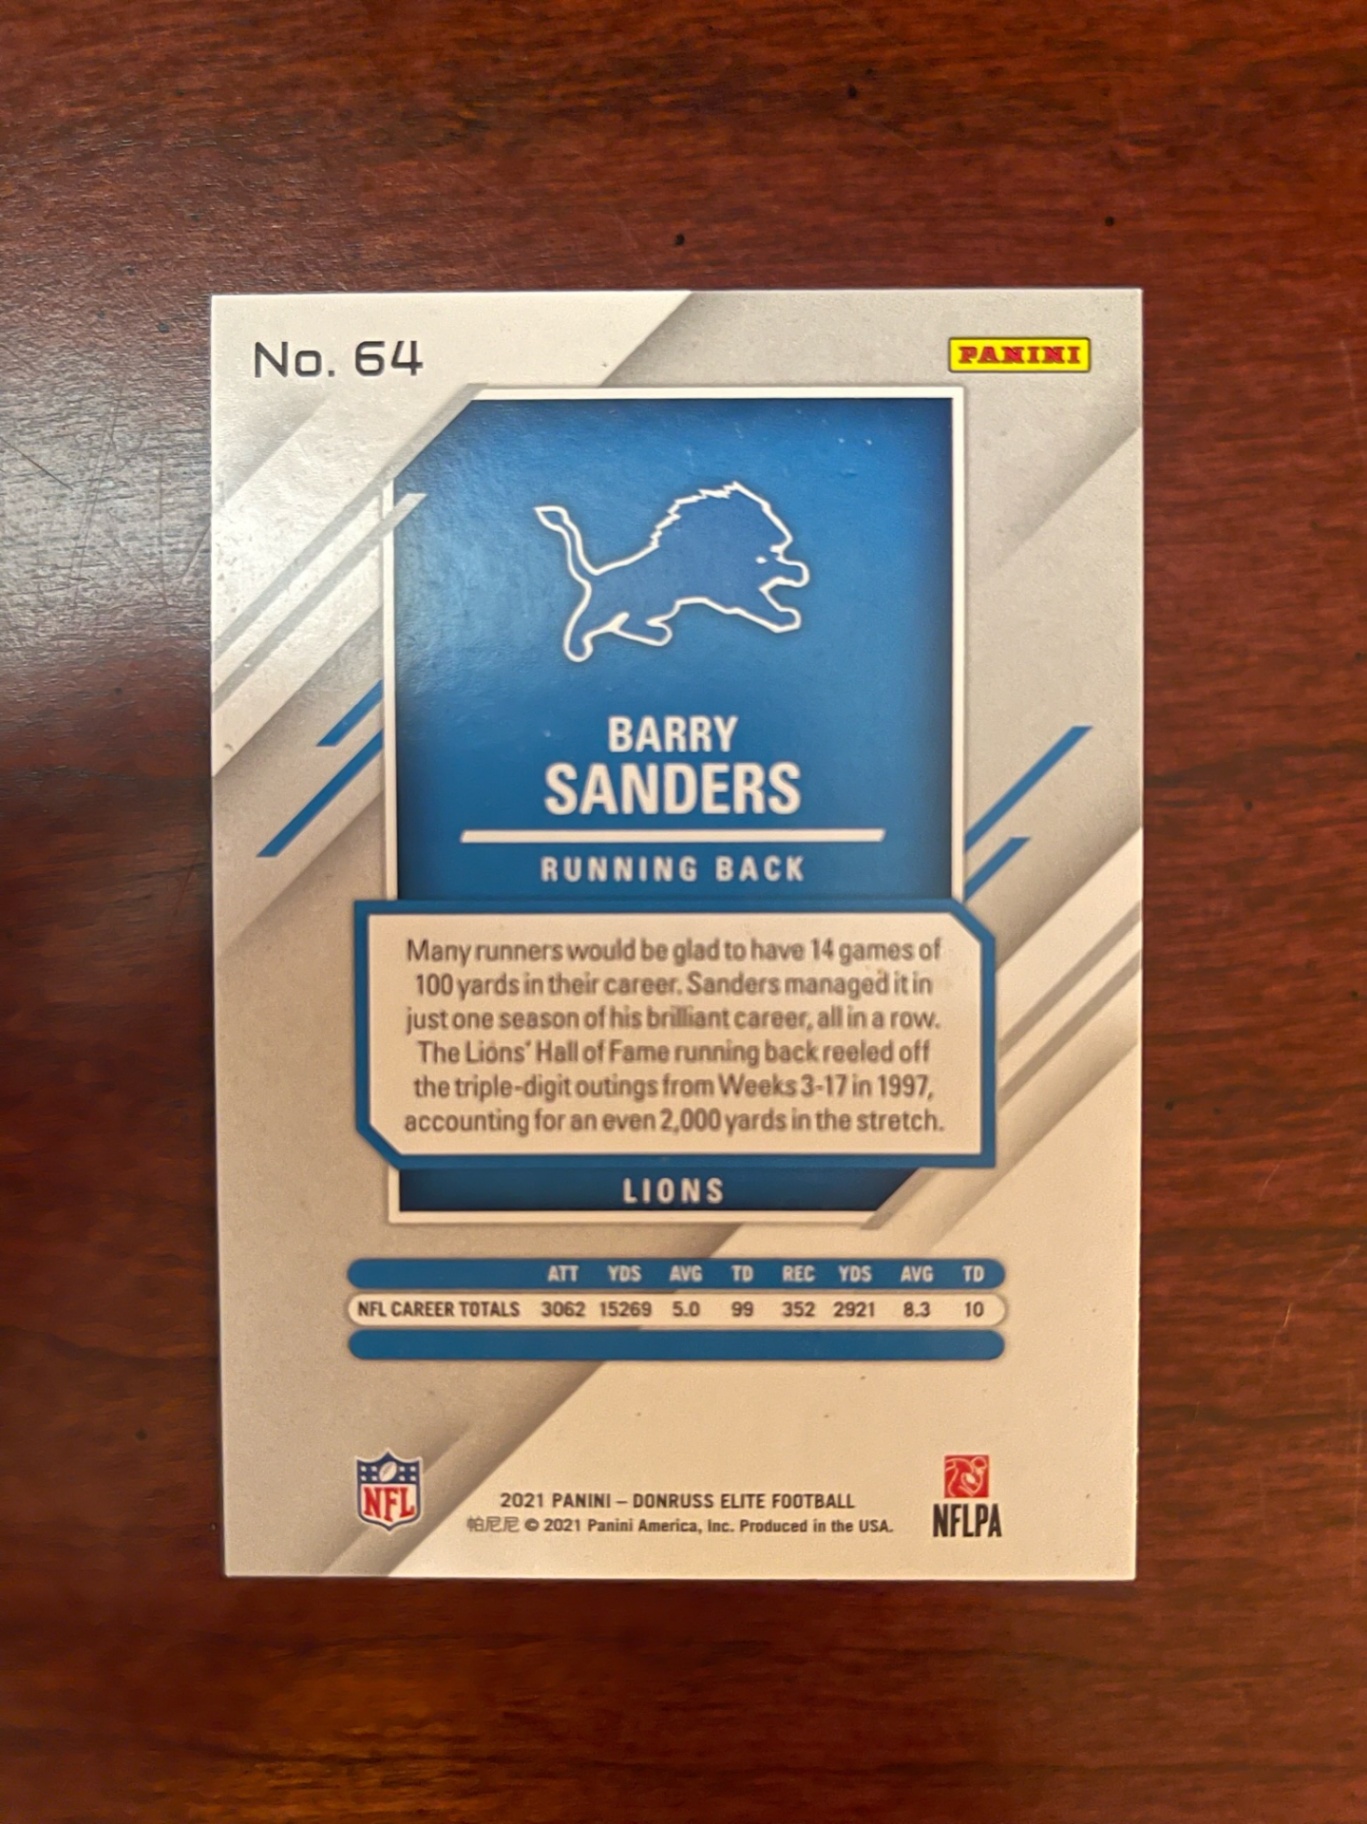 No. 64
PANINI
BARRY
SANDERS
RUNNING BACK
Many runners would be glad to have 14 games of
100 yards in their career. Sanders managed it in
just one season of his brilliant career, all in a row.
The Lions' Hall of Fame running back reeled off
the triple-digit outings from Weeks 3-17 in 1997,
accounting for an even 2,000 yards in the stretch.
LIONS
ATT YDS AVG TD REC YDS AVG TD
NFL CAREER TOTALS 3062 15269 5.0 99 352 2921 8.3 10
NFL
2021 PANINI – DONRUSS ELITE FOOTBALL
帕尼尼 © 2021 Panini America, Inc. Produced in the USA.
NFLPA